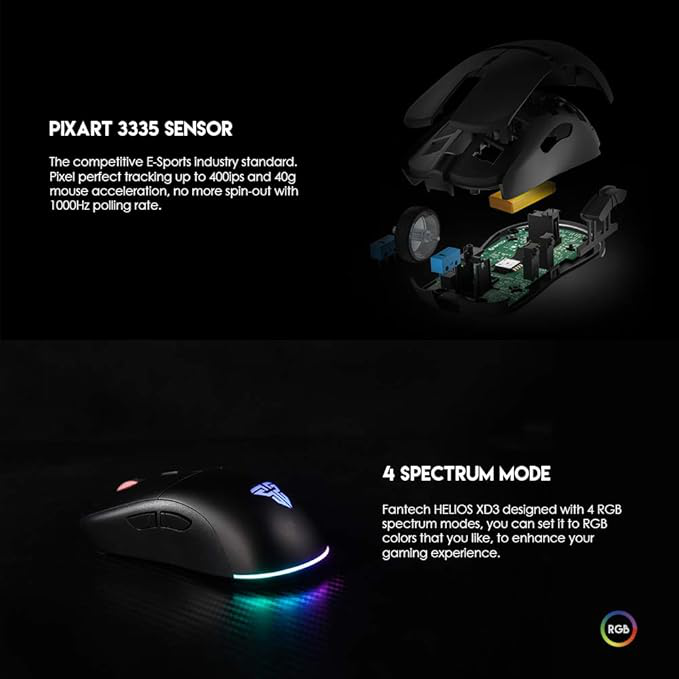 PIXART 3335 SENSOR
The competitive E-Sports industry standard.
Pixel perfect tracking up to 400ips and 40g
mouse acceleration, no more spin-out with
1000Hz polling rate.
4 SPECTRUM MODE
Fantech HELIOS XD3 designed with 4 RGB
spectrum modes, you can set it to RGB
colors that you like, to enhance your
gaming experience.
RGB